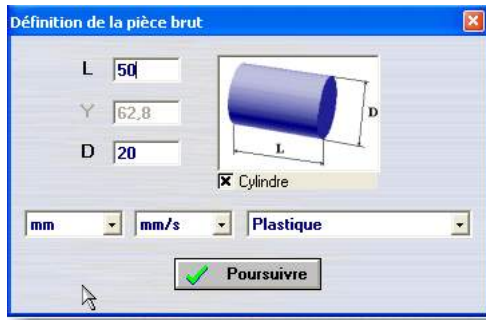 Définition de la pièce brut
L 50
Y 62,8
D 20
D
L
Cylindre
mm mm/s Plastique
Poursuivre